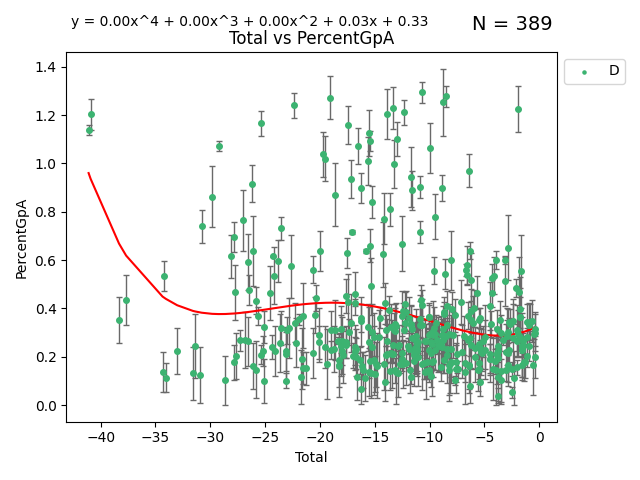 y = 0.00x^4 + 0.00x^3 + 0.00x^2 + 0.03x + 0.33
N = 389
Total vs PercentGpA
D
PercentGpA
1.4
1.2
1.0
0.8
0.6
0.4
0.2
0.0
−40 −35 −30 −25 −20 −15 −10 −5 0
Total